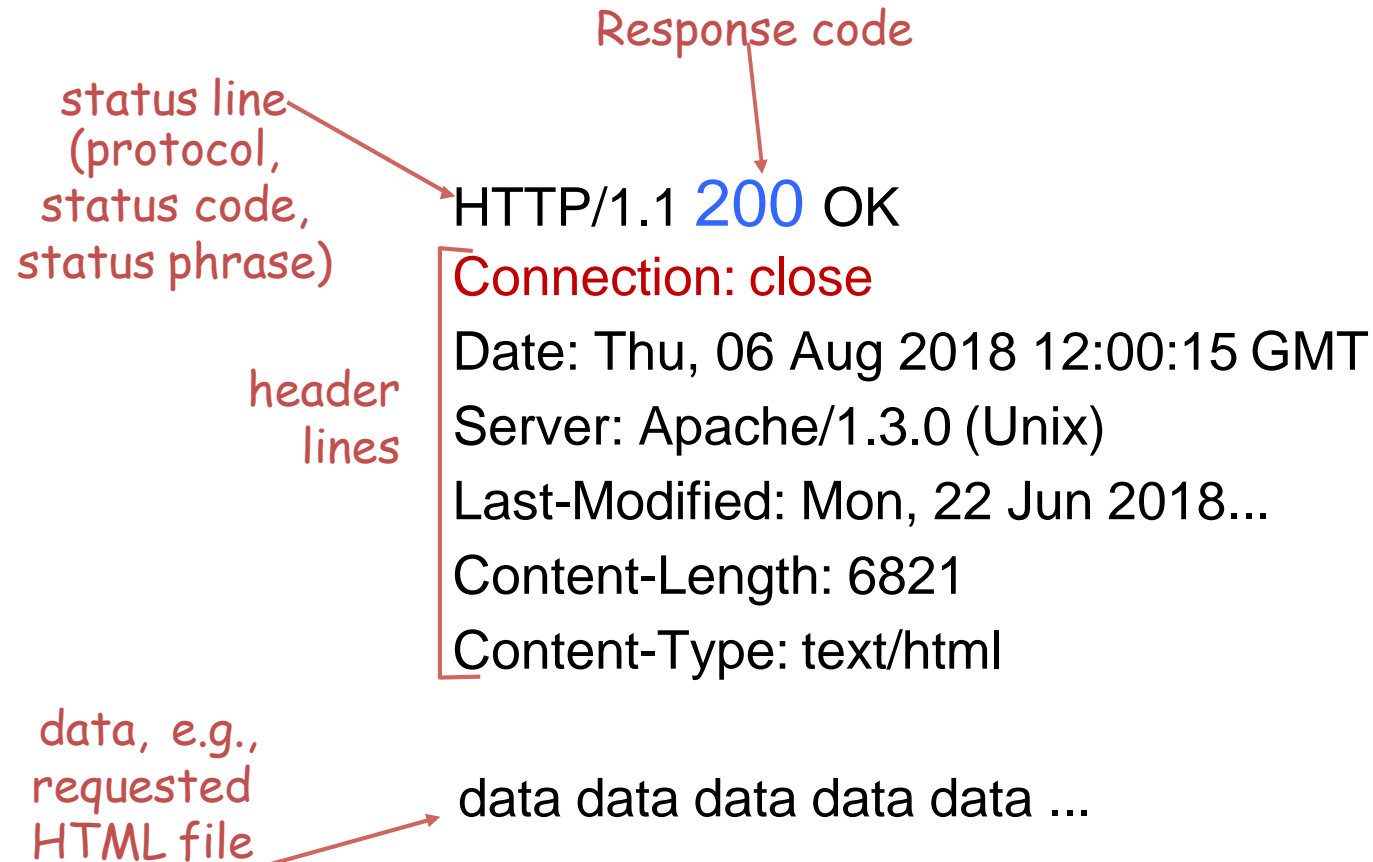 Response code
status line
(protocol,
status code,
status phrase)
HTTP/1.1 200 OK
Connection: close
Date: Thu, 06 Aug 2018 12:00:15 GMT
header
lines
Server: Apache/1.3.0 (Unix)
Last-Modified: Mon, 22 Jun 2018...
Content-Length: 6821
Content-Type: text/html
data, e.g.,
requested
HTML file
data data data data data ...